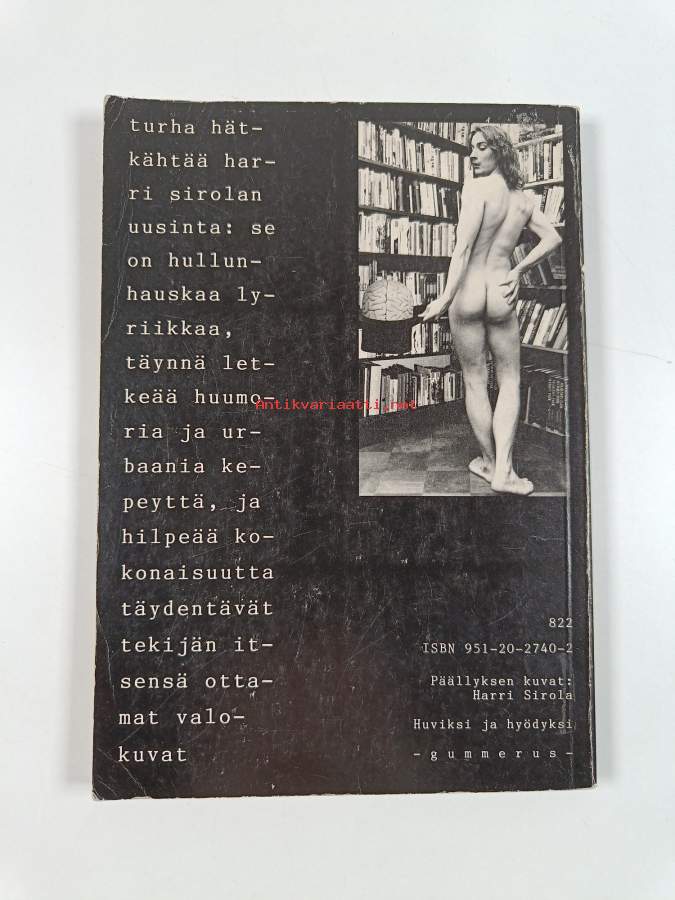 turha hät-
kähtää har-
ri sirolan
uusinta: se
on hullun-
hauskaa ly-
riikkaa,
täynnä let-
keää huumo-
ria ja ur-
baania ke-
peyttä, ja
hilpeää ko-
konaisuutta
täydentävät
tekijän it-
sensä otta-
mat valo-
kuvat
Antikvariaatti.net
822
ISBN 951-20-2740-2
Päällyksen kuvat:
Harri Sirola
Huviksi ja hyödyksi
- gummerus -